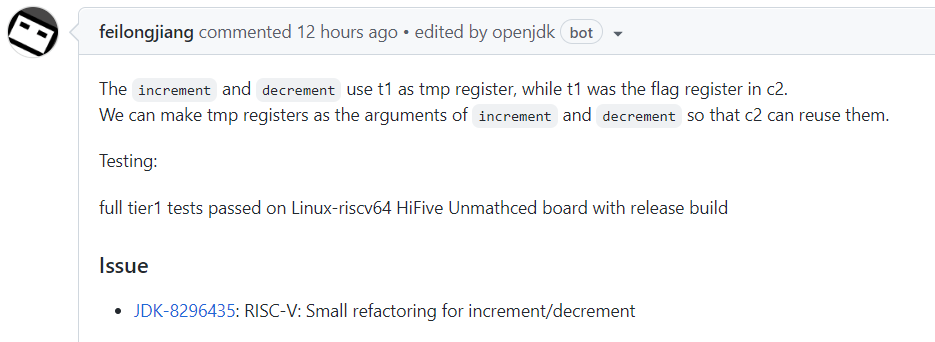 feilongjiang commented 12 hours ago • edited by openjdk bot
The increment and decrement use t1 as tmp register, while t1 was the flag register in c2.
We can make tmp registers as the arguments of increment and decrement so that c2 can reuse them.
Testing:
full tier1 tests passed on Linux-riscv64 HiFive Unmathced board with release build
Issue
• JDK-8296435: RISC-V: Small refactoring for increment/decrement